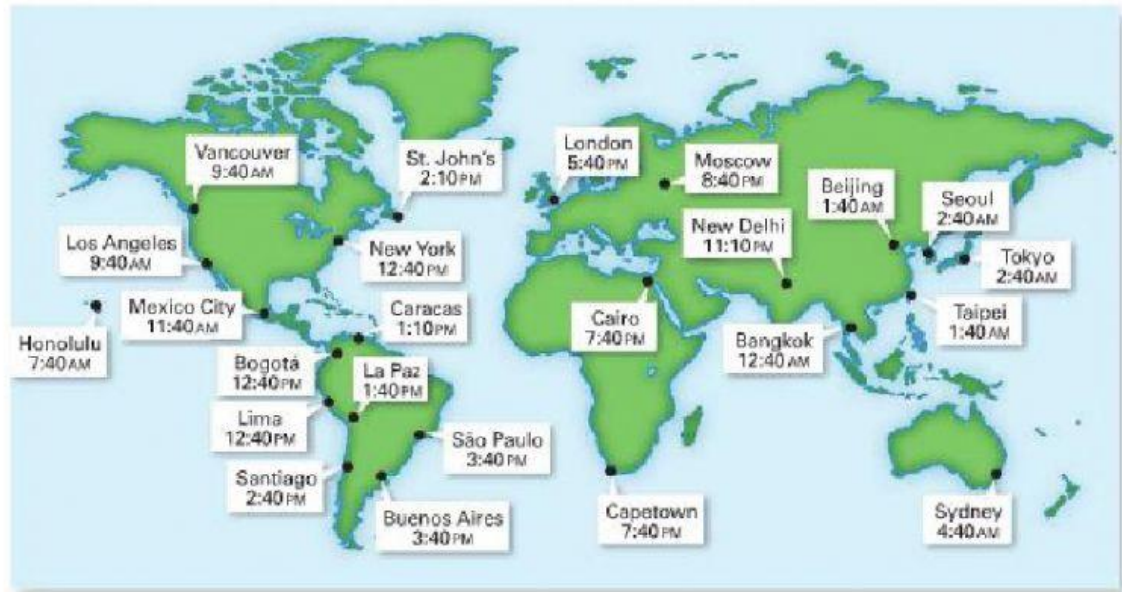 Vancouver
9:40 AM
St. John's
2:10 PM
London
5:40 PM
Moscow
8:40 PM
Beijing
1:40 AM
Seoul
2:40 AM
Los Angeles
9:40 AM
New York
12:40 PM
New Delhi
11:10 PM
Tokyo
2:40 AM
Honolulu
7:40 AM
Mexico City
11:40 AM
Caracas
1:10 PM
Cairo
7:40 PM
Bangkok
12:40 AM
Taipei
1:40 AM
Bogotá
12:40 PM
La Paz
1:40 PM
Lima
12:40 PM
São Paulo
3:40 PM
Santiago
2:40 PM
Buenos Aires
3:40 PM
Capetown
7:40 PM
Sydney
4:40 AM